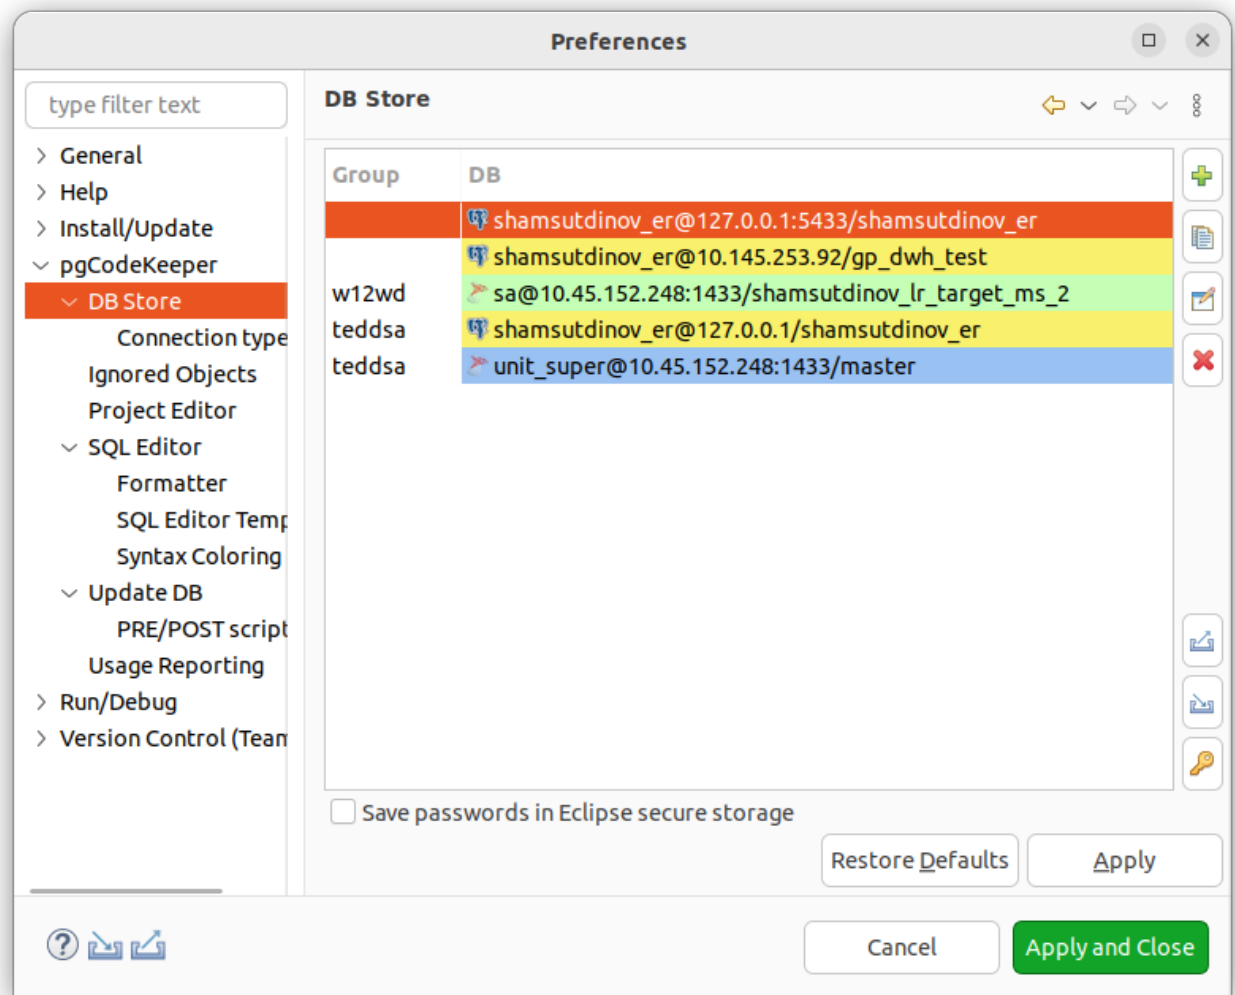 Preferences
type filter text
General
Help
Install/Update
pgCodeKeeper
DB Store
Connection type
Ignored Objects
Project Editor
SQL Editor
Formatter
SQL Editor Temp
Syntax Coloring
Update DB
PRE/POST script
Usage Reporting
Run/Debug
Version Control (Team
DB Store
Group DB
shamsutdinov_er@127.0.0.1:5433/shamsutdinov_er
shamsutdinov_er@10.145.253.92/gp_dwh_test
w12wd sa@10.45.152.248:1433/shamsutdinov_lr_target_ms_2
teddsa shamsutdinov_er@127.0.0.1/shamsutdinov_er
teddsa unit_super@10.45.152.248:1433/master
Save passwords in Eclipse secure storage
Restore Defaults Apply
Cancel Apply and Close